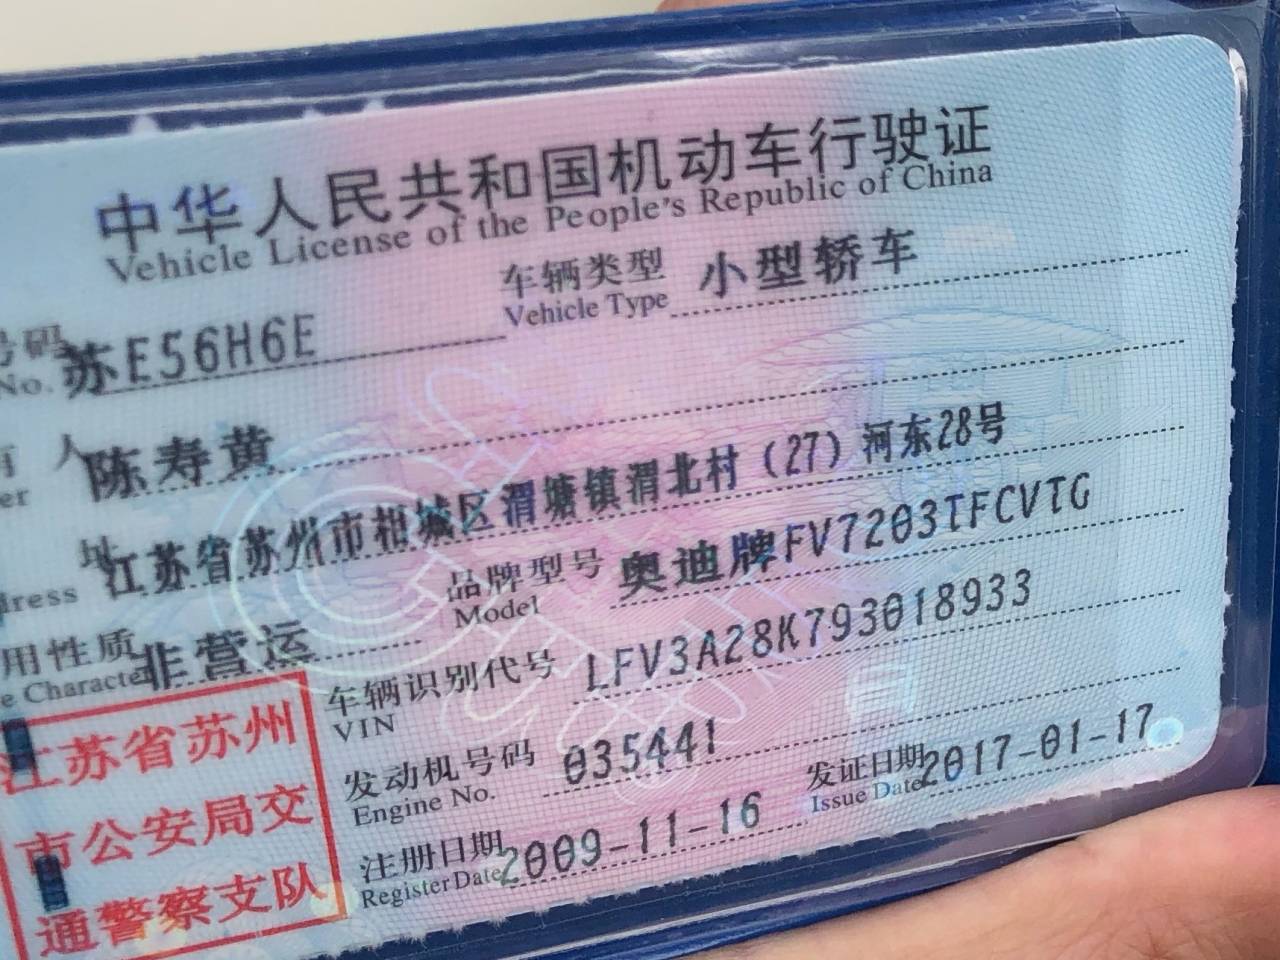 中华人民共和国机动车行驶证
Vehicle License of the People's Republic of China
号码 苏E56H6E 车辆类型 小型轿车
No. Vehicle Type
人 陈寿黄
er
址 江苏省苏州市相城区渭塘镇渭北村（27）河东28号
dress
用性质 非营运 品牌型号 奥迪牌FV7203TFCVTG
e Character Model
车辆识别代号 LFV3A28K793018933
VIN
发动机号码 035441 发证日期 2017-01-17
Engine No. Issue Date
注册日期 2009-11-16
Register Date
江苏省苏州
市公安局交
通警察支队